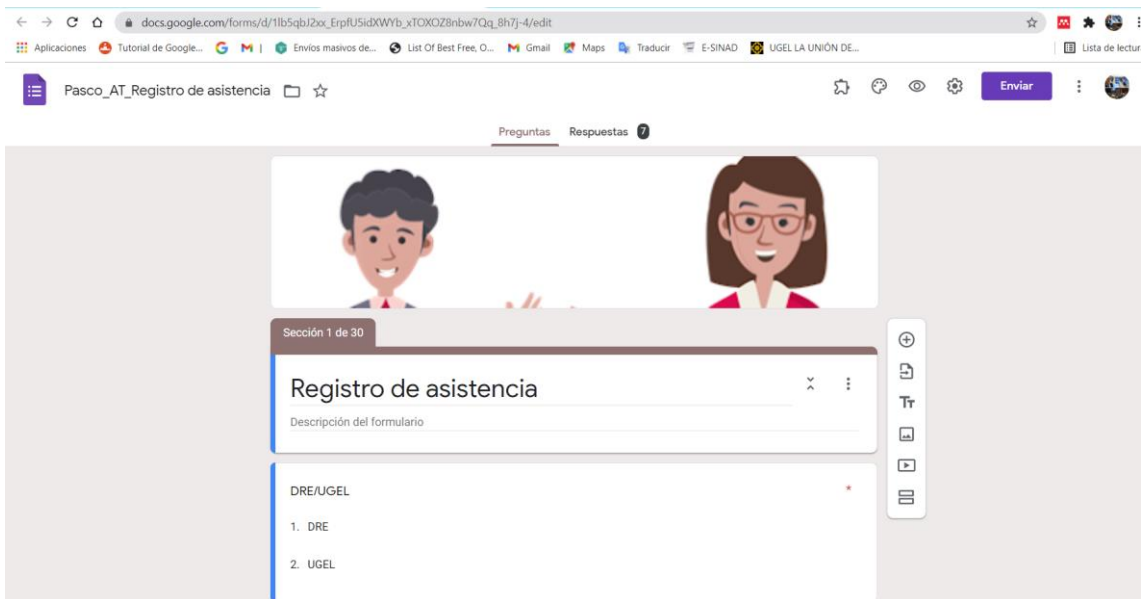 docs.google.com/forms/d/1lb5qbJ2xx_ErpfU5idXWYb_xTOXOZ8nbw7Qq_8h7j-4/edit
Aplicaciones Tutorial de Google... Envíos masivos de... List Of Best Free, O... Gmail Maps Traducir E-SINAD UGEL LA UNIÓN DE... Lista de lectur
Pasco_AT_Registro de asistencia Enviar
Preguntas Respuestas 7
Sección 1 de 30
Registro de asistencia
Descripción del formulario
Tт
DRE/UGEL *
1. DRE
2. UGEL